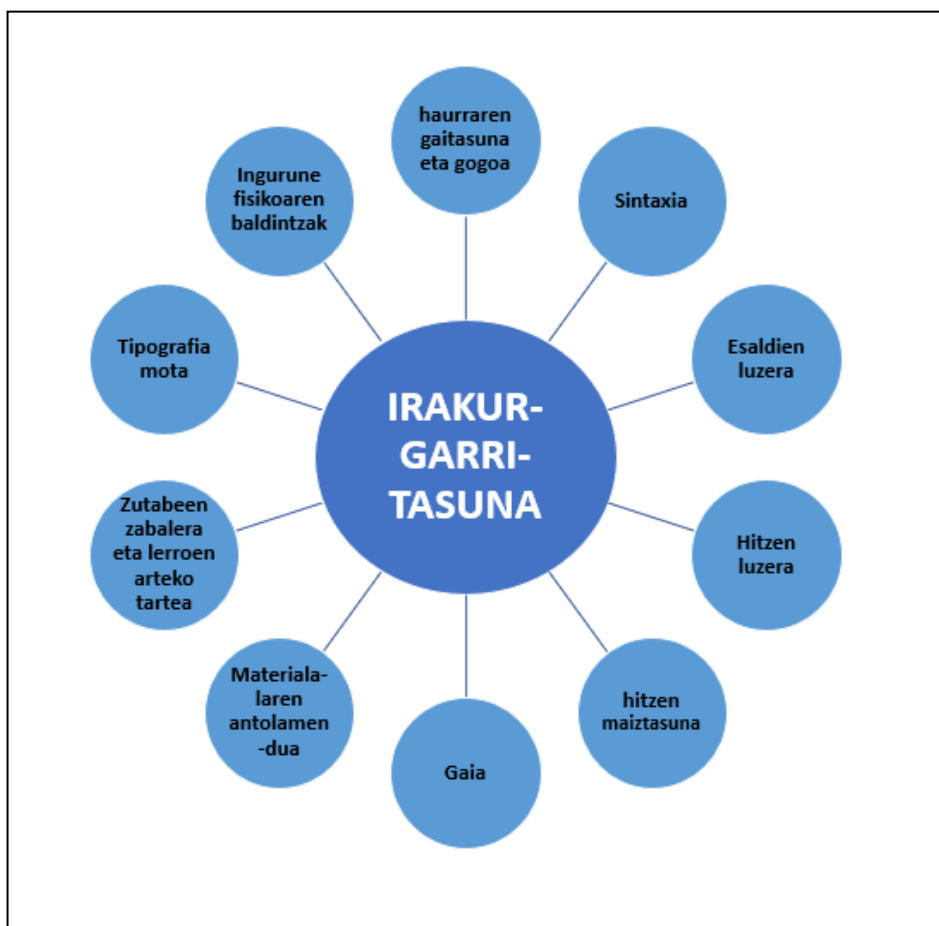 haurraren
gaitasuna
eta gogoa
Sintaxia
Esaldien
luzera
Hitzen
luzera
hitzen
maiztasuna
Gaia
Materiala-
laren
antolamen
-dua
Zutabeen
zabalera
eta lerroen
arteko
tartea
Tipografia
mota
Ingurune
fisikoaren
baldintzak
IRAKUR-
GARRI-
TASUNA